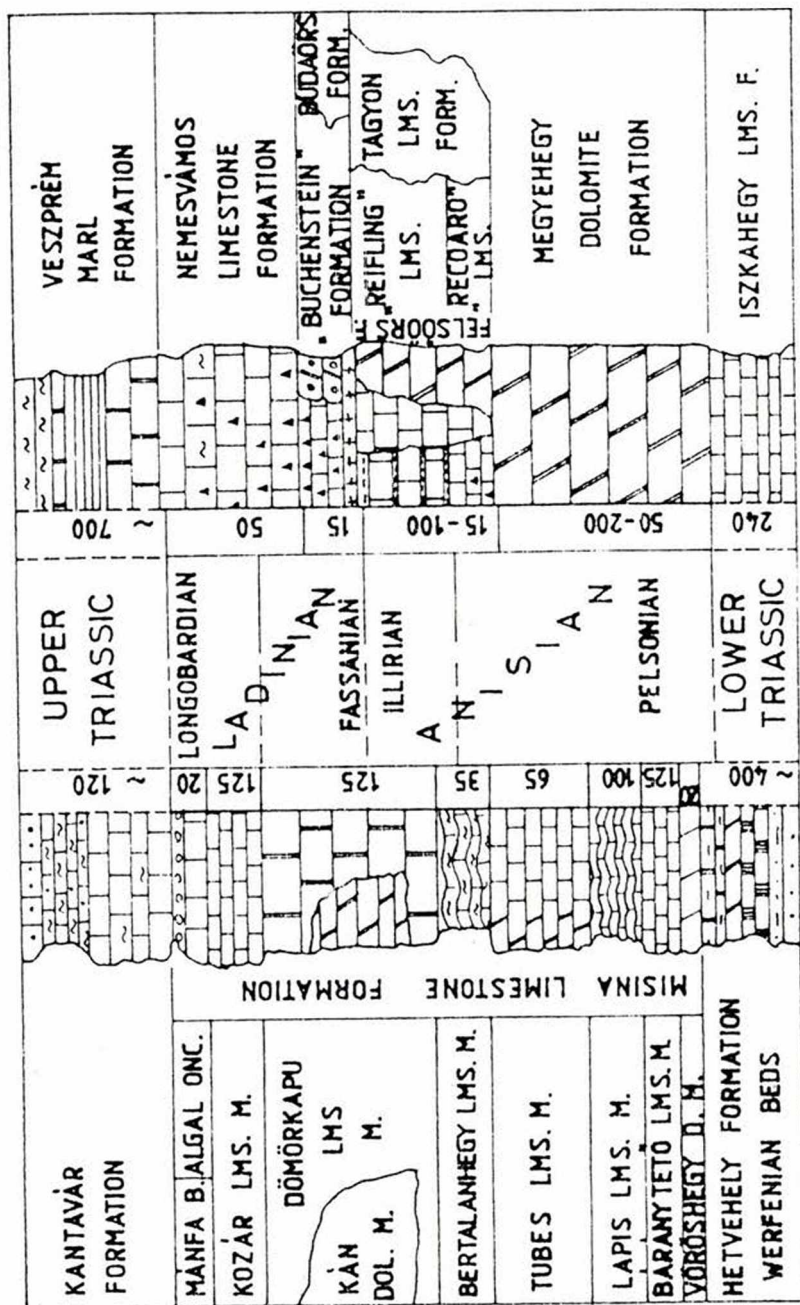 KANTAVÁR
FORMATION
MÁNFA B. ALGAL ONC.
KOZÁR LMS. M.
DÖMÖRKAPU
LMS
M.
KÁN
DOL. M.
BERTALANHEGY LMS. M.
TUBES LMS. M.
LAPIS LMS. M.
BARÁNYTETŐ LMS. M.
VÖRÖSHEGY D. M.
HETVEHELY FORMATION
WERFENIAN BEDS
MISINA LIMESTONE FORMATION
~ 120
20
125
125
35
65
100
125
20
~ 400
UPPER
TRIASSIC
LONGOBARDIAN
LADINIAN
FASSANIAN
ILLIRIAN
ANISIAN
PELSONIAN
LOWER
TRIASSIC
~ 700
50
15
15-100
50-200
240
VESZPRÉM
MARL
FORMATION
NEMESVÁMOS
LIMESTONE
FORMATION
"BUCHENSTEIN"
FORMATION
BUDAÖRS
FORM.
FELSŐÖRS F.
"REIFLING"
LMS.
TAGYON
LMS.
FORM.
"RECOARO"
LMS.
MEGYEHEGY
DOLOMITE
FORMATION
ISZKAHEGY LMS. F.